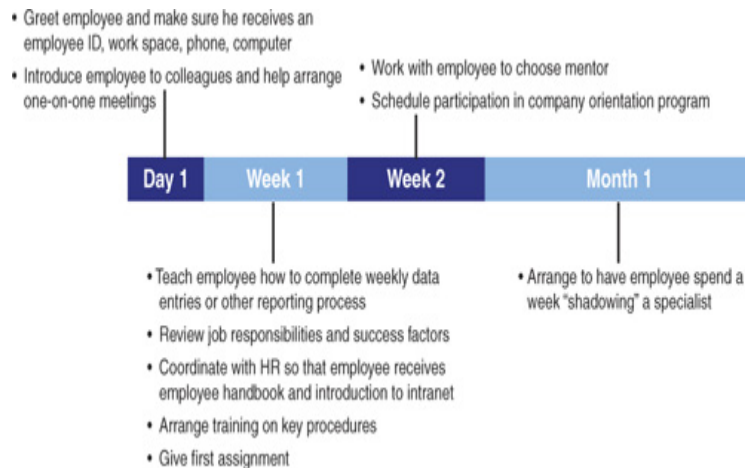 • Greet employee and make sure he receives an
employee ID, work space, phone, computer
• Introduce employee to colleagues and help arrange
one-on-one meetings
• Work with employee to choose mentor
• Schedule participation in company orientation program
Day 1
Week 1
Week 2
Month 1
• Teach employee how to complete weekly data
entries or other reporting process
• Review job responsibilities and success factors
• Coordinate with HR so that employee receives
employee handbook and introduction to intranet
• Arrange training on key procedures
• Give first assignment
• Arrange to have employee spend a
week “shadowing” a specialist